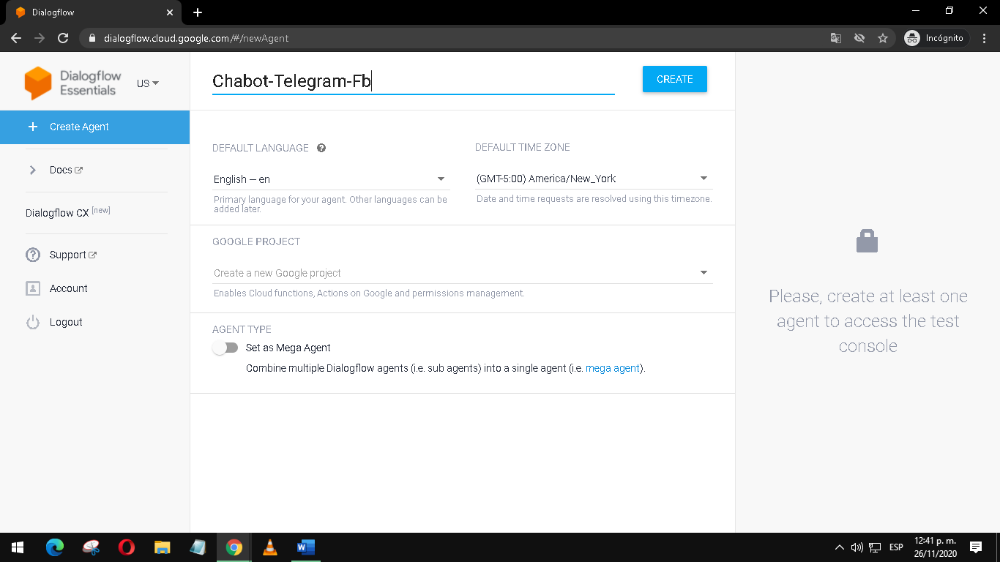 Dialogflow
dialogflow.cloud.google.com/#/newAgent
Incógnito
Dialogflow
Essentials
US
Chabot-Telegram-Fb
CREATE
Create Agent
Docs
Dialogflow CX [new]
Support
Account
Logout
DEFAULT LANGUAGE
DEFAULT TIME ZONE
English — en
(GMT-5:00) America/New_York
Primary language for your agent. Other languages can be
added later.
Date and time requests are resolved using this timezone.
GOOGLE PROJECT
Create a new Google project
Enables Cloud functions, Actions on Google and permissions management.
AGENT TYPE
Set as Mega Agent
Combine multiple Dialogflow agents (i.e. sub agents) into a single agent (i.e. mega agent).
Please, create at least one
agent to access the test
console
ESP
12:41 p. m.
26/11/2020